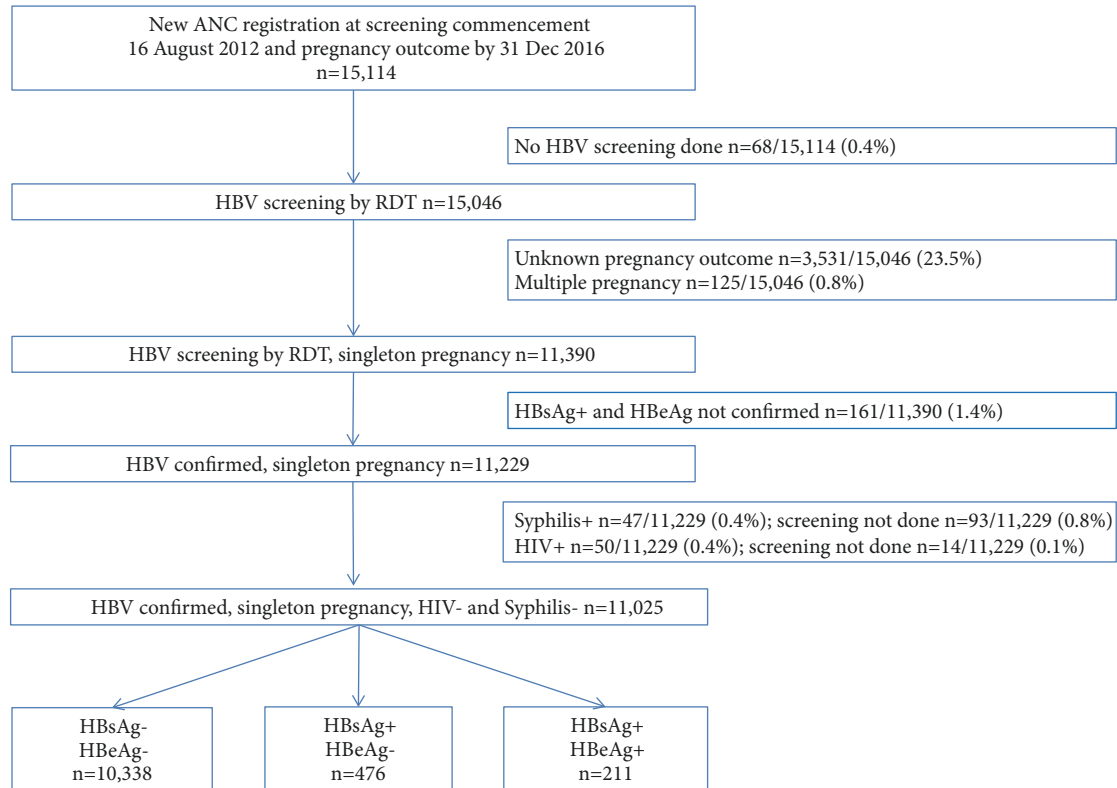 New ANC registration at screening commencement
16 August 2012 and pregnancy outcome by 31 Dec 2016
n=15,114
No HBV screening done n=68/15,114 (0.4%)
HBV screening by RDT n=15,046
Unknown pregnancy outcome n=3,531/15,046 (23.5%)
Multiple pregnancy n=125/15,046 (0.8%)
HBV screening by RDT, singleton pregnancy n=11,390
HBsAg+ and HBeAg not confirmed n=161/11,390 (1.4%)
HBV confirmed, singleton pregnancy n=11,229
Syphilis+ n=47/11,229 (0.4%); screening not done n=93/11,229 (0.8%)
HIV+ n=50/11,229 (0.4%); screening not done n=14/11,229 (0.1%)
HBV confirmed, singleton pregnancy, HIV- and Syphilis- n=11,025
HBsAg-
HBeAg-
n=10,338
HBsAg+
HBeAg-
n=476
HBsAg+
HBeAg+
n=211